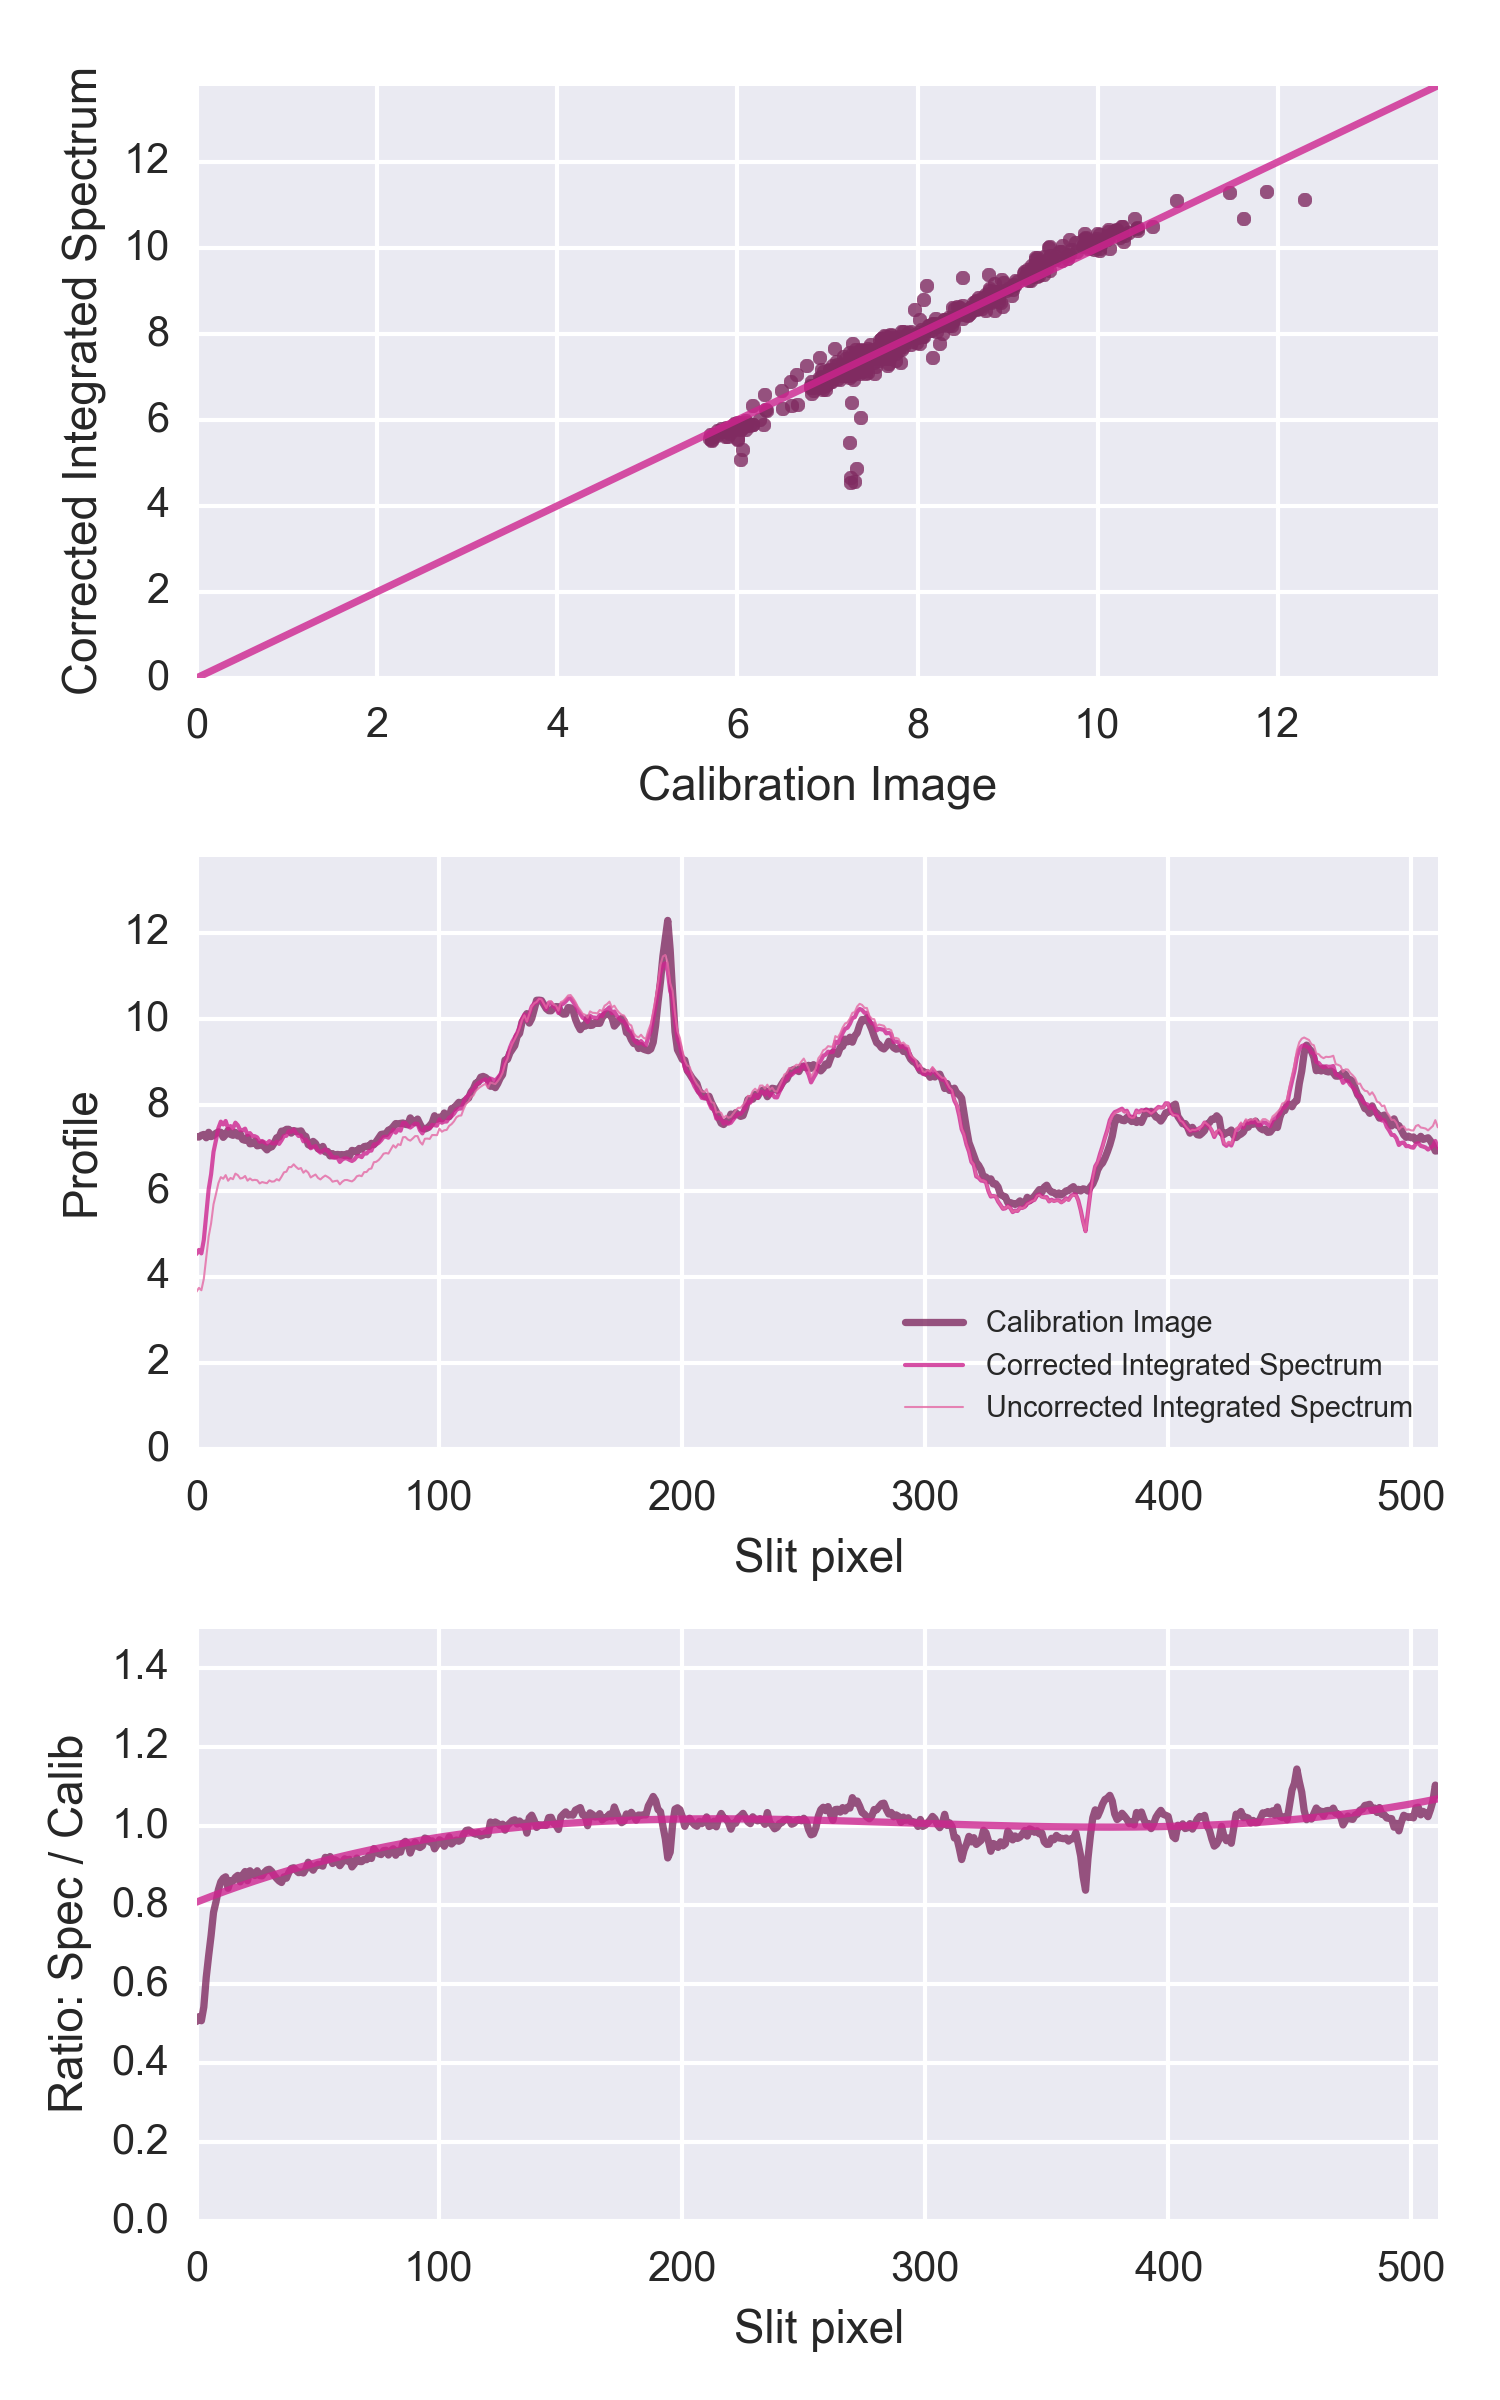 Corrected Integrated Spectrum
12
10
8
6
4
2
0
0 2 4 6 8 10 12
Calibration Image
Profile
12
10
8
6
4
2
0
Calibration Image
Corrected Integrated Spectrum
Uncorrected Integrated Spectrum
0 100 200 300 400 500
Slit pixel
Ratio: Spec / Calib
1.4
1.2
1.0
0.8
0.6
0.4
0.2
0.0
0 100 200 300 400 500
Slit pixel